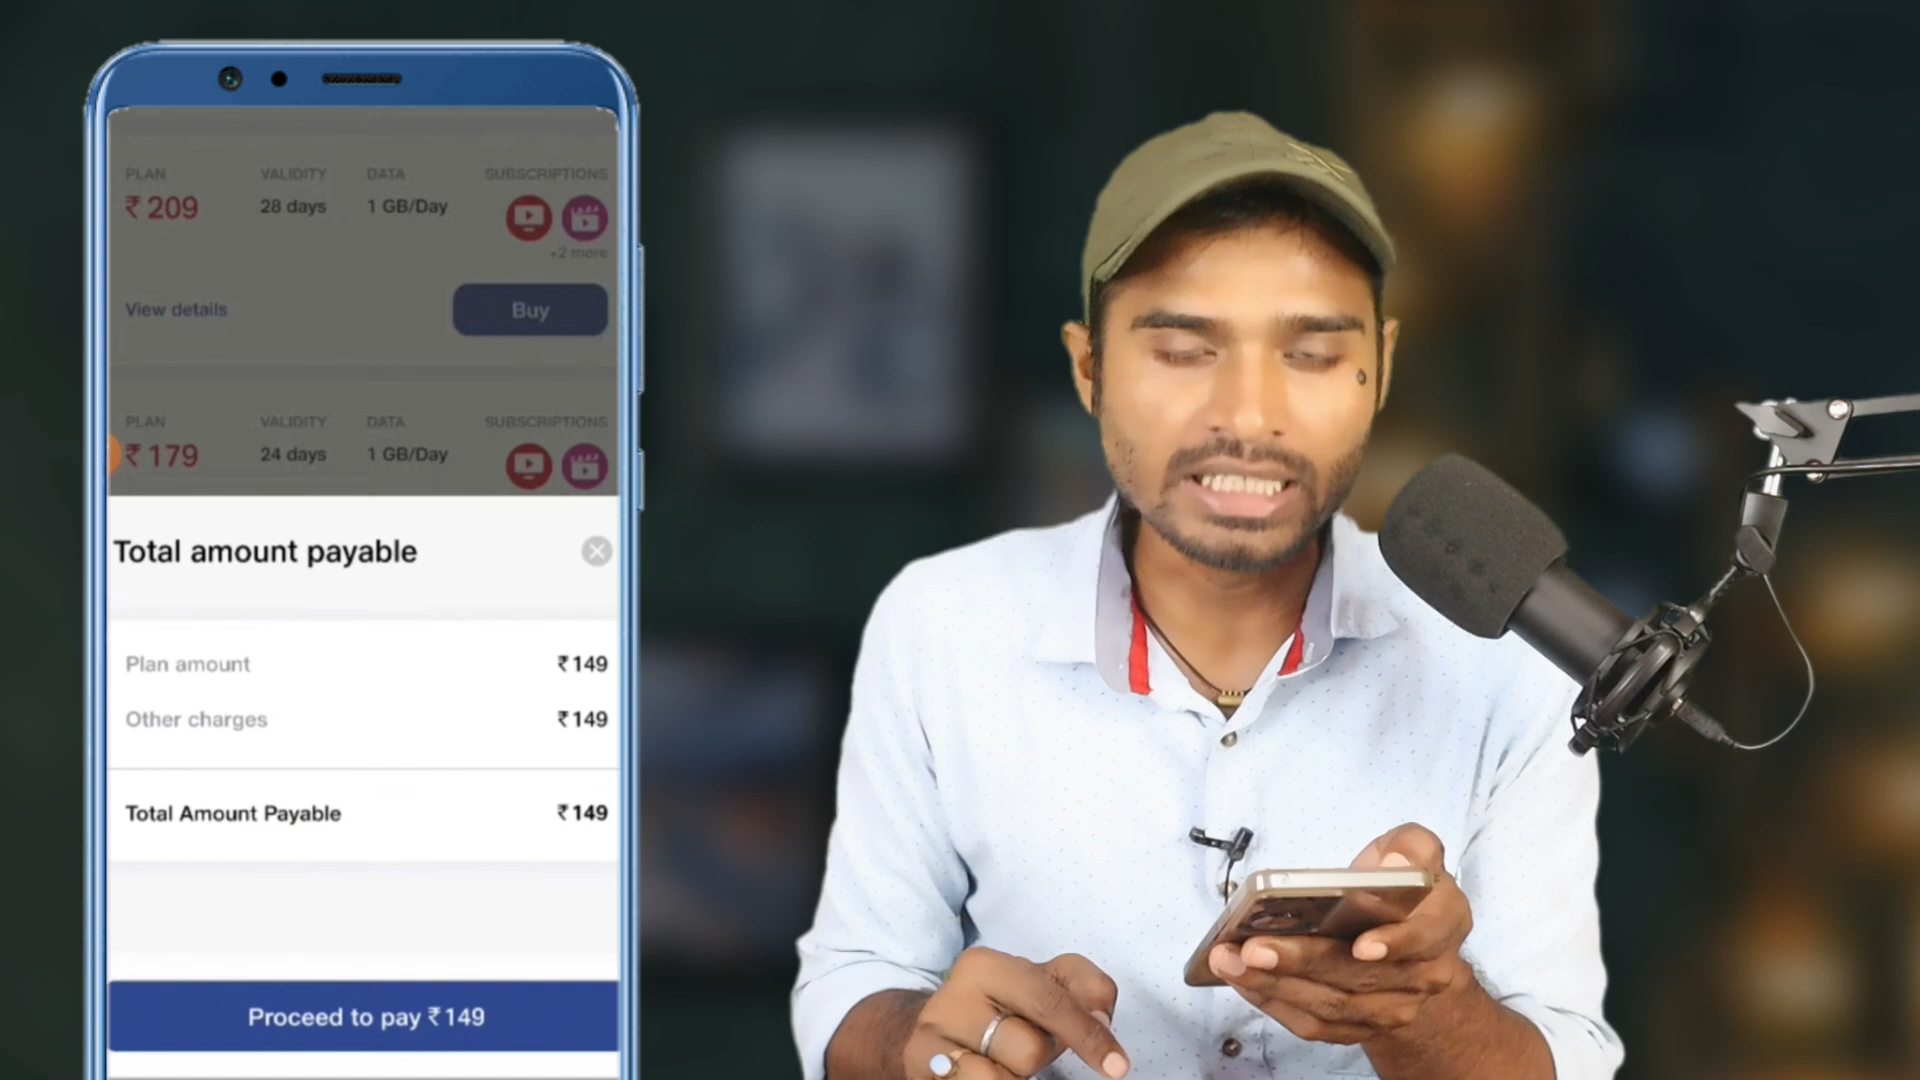 PLAN VALIDITY DATA SUBSCRIPTIONS
₹209 28 days 1 GB/Day
+2 more
View details Buy
PLAN VALIDITY DATA SUBSCRIPTIONS
₹179 24 days 1 GB/Day
Total amount payable
Plan amount ₹149
Other charges ₹149
Total Amount Payable ₹149
Proceed to pay ₹149